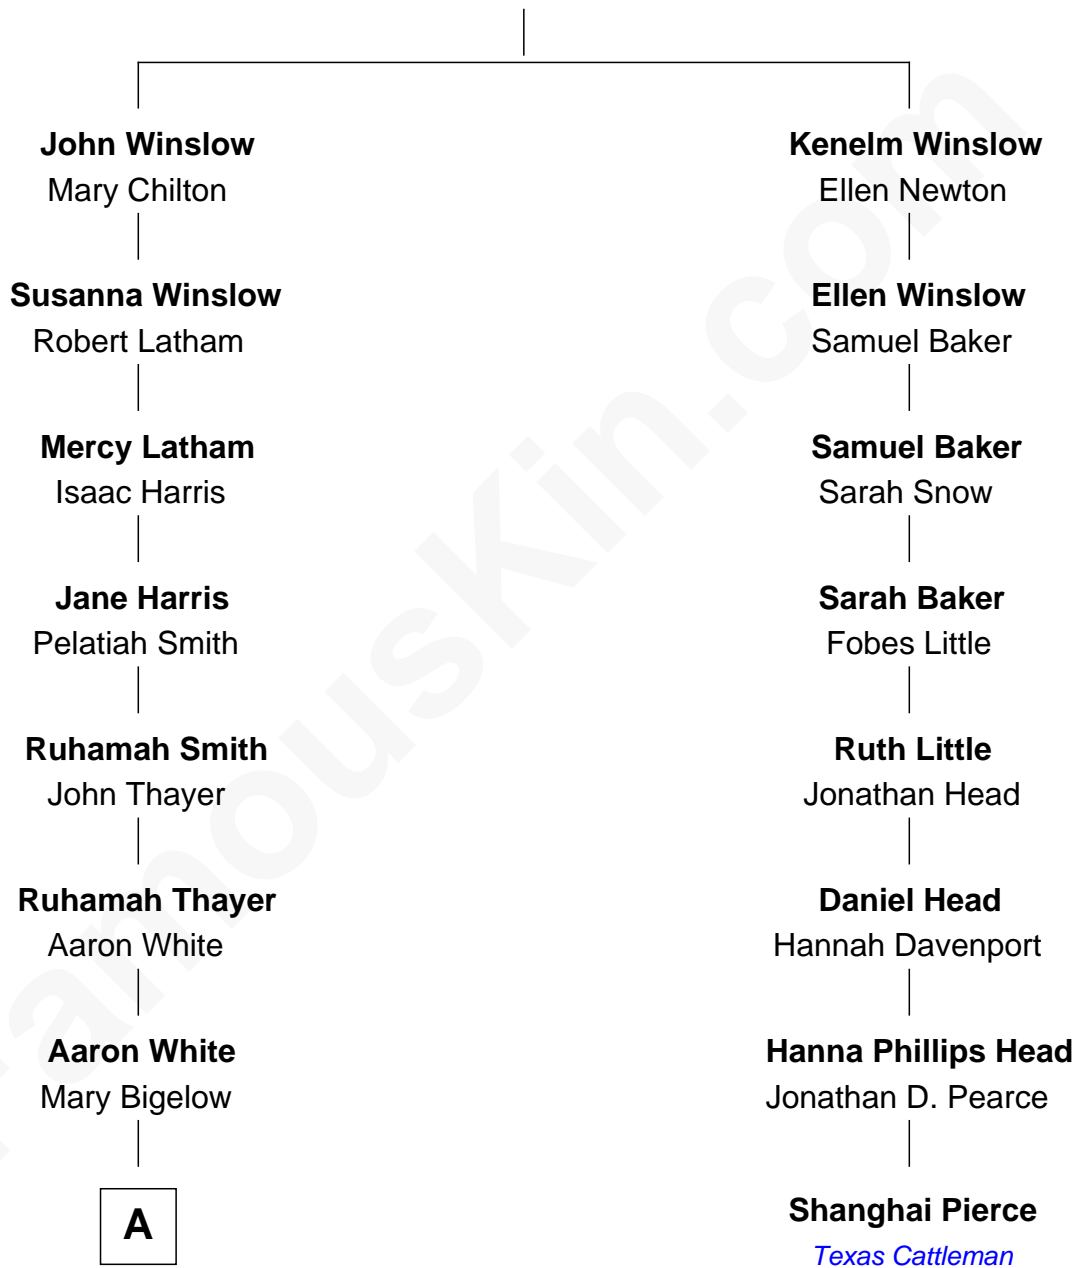 John Winslow
Mary Chilton
Susanna Winslow
Robert Latham
Mercy Latham
Isaac Harris
Jane Harris
Pelatiah Smith
Ruhamah Smith
John Thayer
Ruhamah Thayer
Aaron White
Aaron White
Mary Bigelow
A
Kenelm Winslow
Ellen Newton
Ellen Winslow
Samuel Baker
Samuel Baker
Sarah Snow
Sarah Baker
Fobes Little
Ruth Little
Jonathan Head
Daniel Head
Hannah Davenport
Hanna Phillips Head
Jonathan D. Pearce
Shanghai Pierce
Texas Cattleman
FamousKin.com